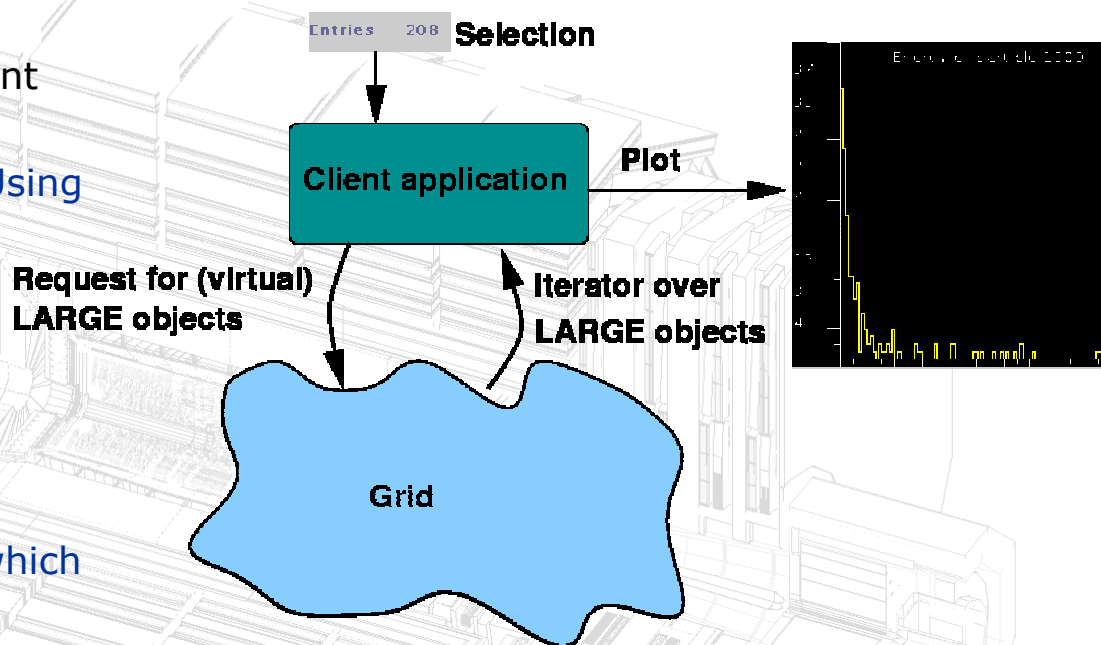 Entries 208
Selection
nt
Using
Client application
Plot
Request for (virtual)
LARGE objects
Iterator over
LARGE objects
Grid
which
4